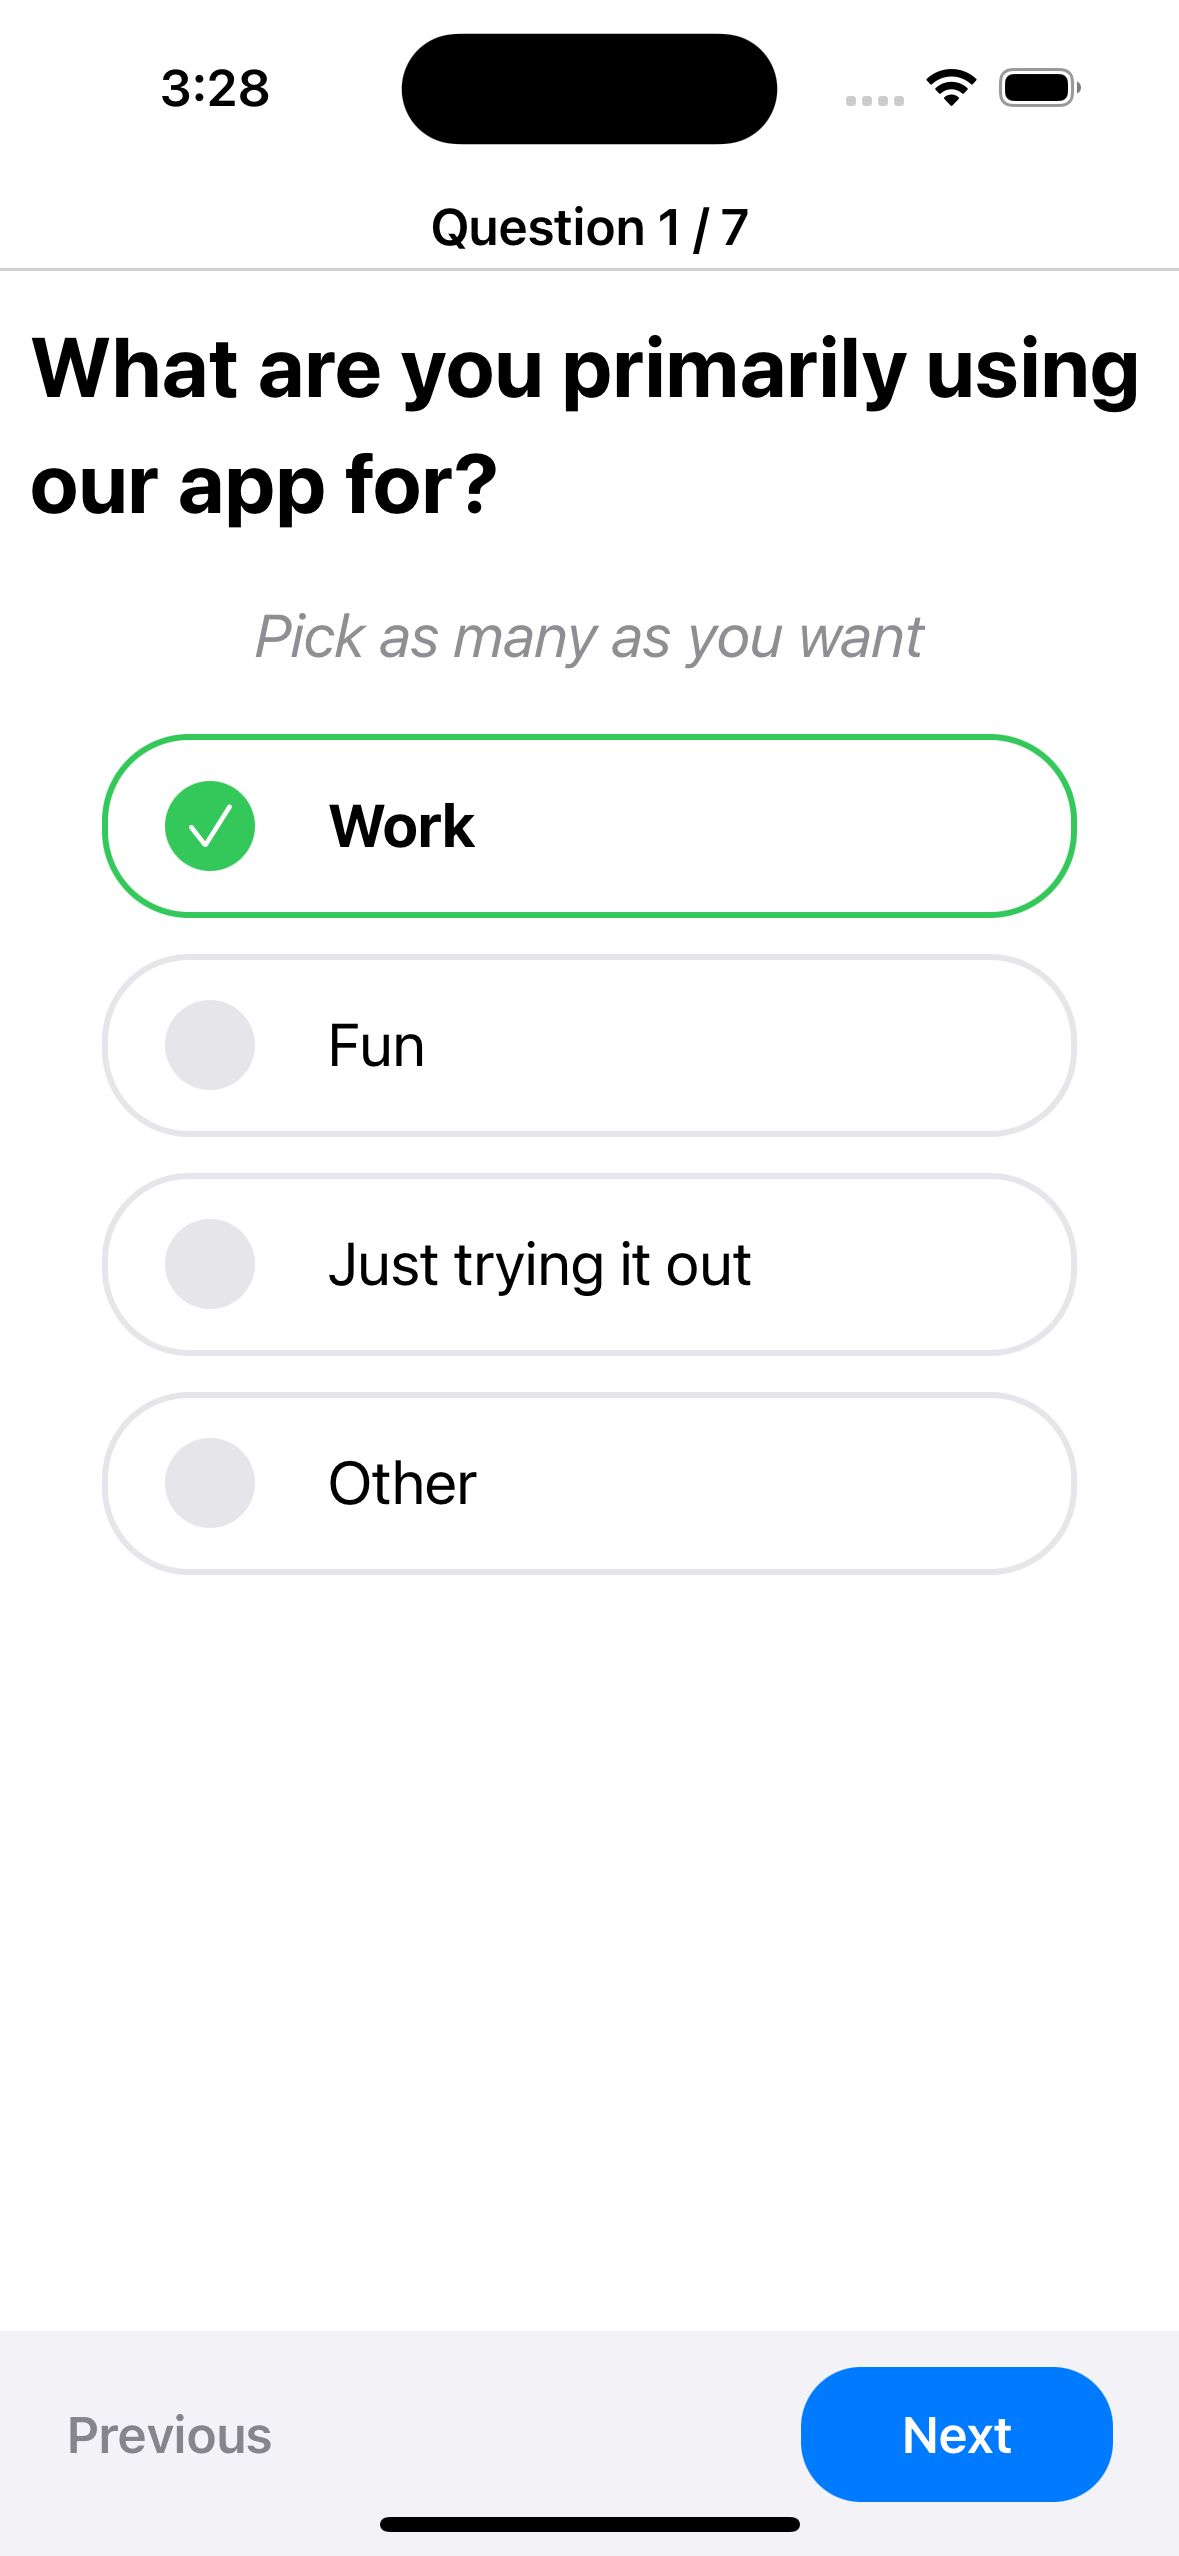 3:28
Question 1 / 7
What are you primarily using
our app for?
Pick as many as you want
Work
Fun
Just trying it out
Other
Previous
Next